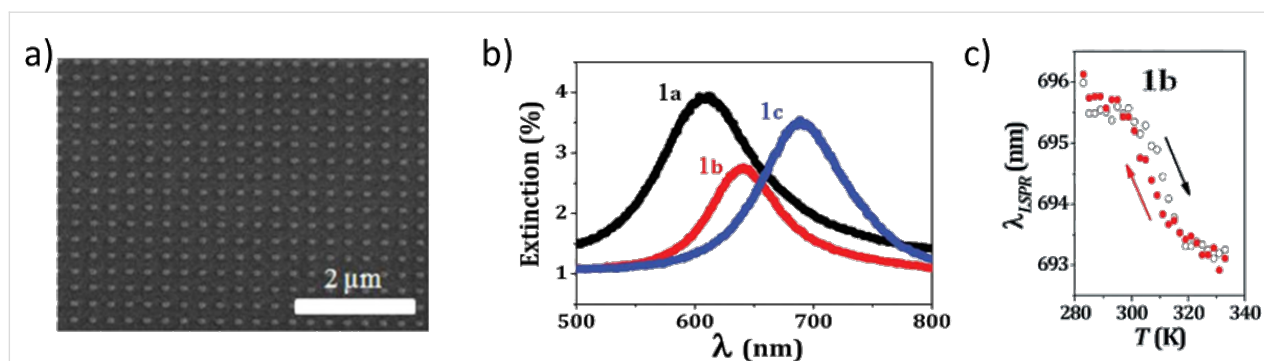 a)
2 µm
b)
Extinction (%)
4
3
2
1
1a
1b
1c
500
600
700
800
λ (nm)
c)
1b
λLSPR (nm)
696
695
694
693
280
300
320
340
T (K)